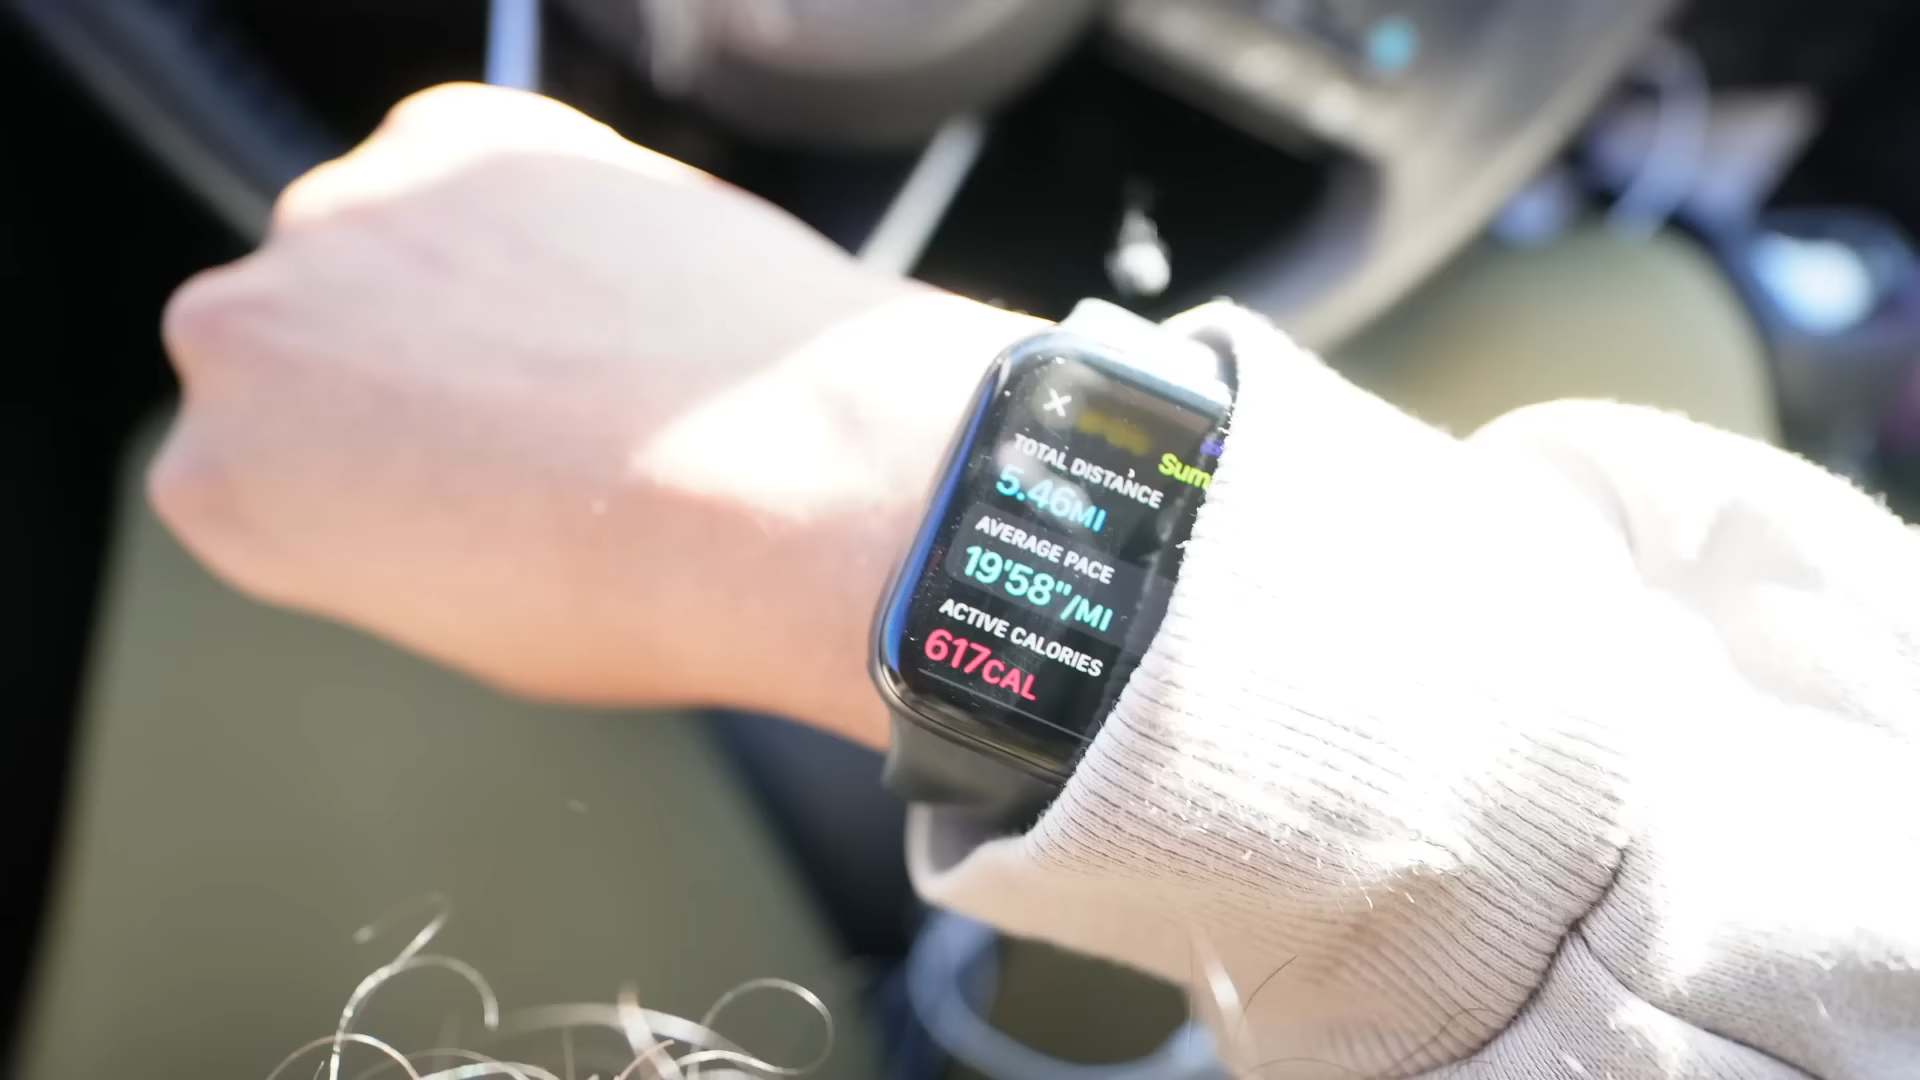 Sum
TOTAL DISTANCE
5.46MI
AVERAGE PACE
19'58"/MI
ACTIVE CALORIES
617CAL